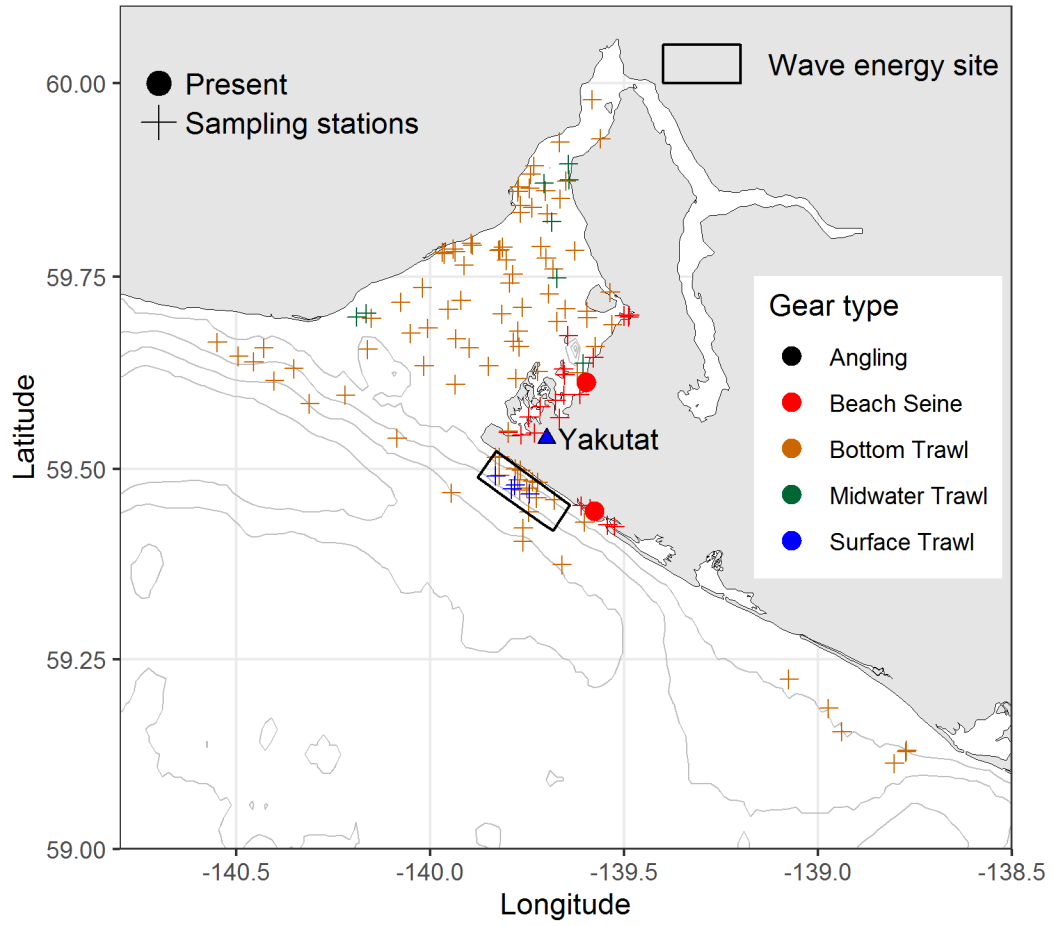 Present
Sampling stations
Wave energy site
Yakutat
Gear type
Angling
Beach Seine
Bottom Trawl
Midwater Trawl
Surface Trawl
Latitude
60.00
59.75
59.50
59.25
59.00
-140.5
-140.0
-139.5
-139.0
-138.5
Longitude